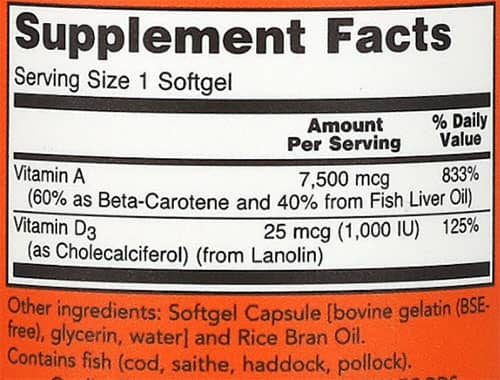 Supplement Facts
Serving Size 1 Softgel
Amount Per Serving
% Daily Value
Vitamin A 7,500 mcg 833%
(60% as Beta-Carotene and 40% from Fish Liver Oil)
Vitamin D3 25 mcg (1,000 IU) 125%
(as Cholecalciferol) (from Lanolin)
Other ingredients: Softgel Capsule [bovine gelatin (BSE-
free), glycerin, water] and Rice Bran Oil.
Contains fish (cod, saithe, haddock, pollock).